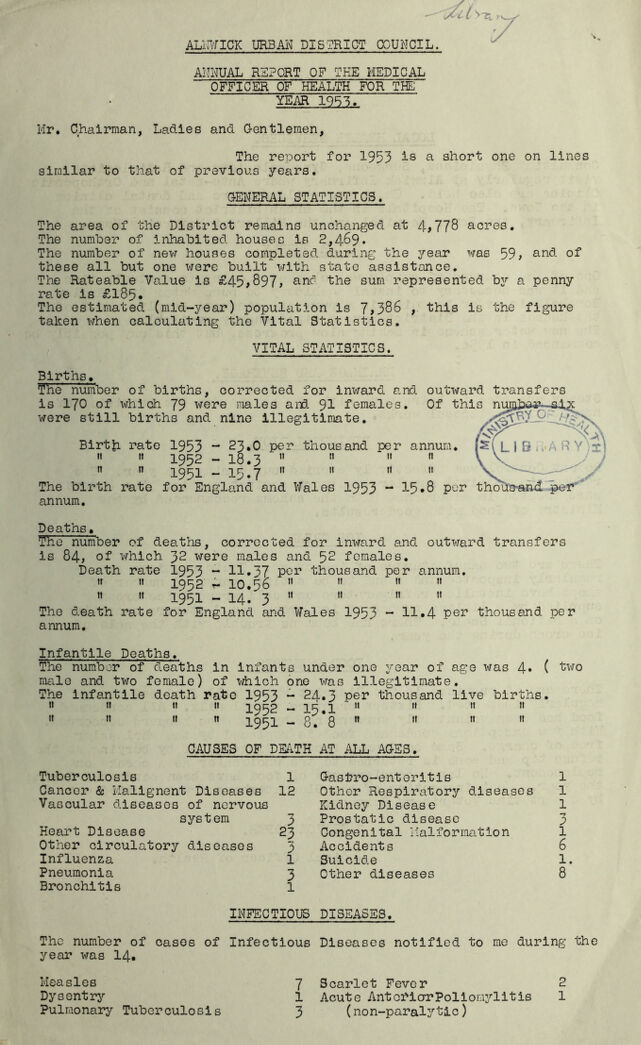 Library
ALNWICK URBAN DISTRICT COUNCIL.
ANNUAL REPORT OF THE MEDICAL
OFFICER OF HEALTH FOR THE
YEAR 1953.
Mr. Chairman, Ladies and Gentlemen,
The report for 1953 is a short one on lines
similar to that of previous years.
GENERAL STATISTICS.
The area of the District remains unchanged at 4,778 acres.
The number of inhabited houses is 2,469.
The number of new houses completed during the year was 59, and of
these all but one were built with state assistance.
The Rateable Value is £45,897, and the sum represented by a penny
rate is £185.
The estimated (mid-year) population is 7,386 , this is the figure
taken when calculating the Vital Statistics.
VITAL STATISTICS.
Births.
The number of births, corrected for inward and outward transfers
is 170 of which 79 were males and 91 females. Of this number six
were still births and nine illegitimate.
MINISTRY OF HEALTH
LIBRARY
Birth rate 1953 - 23.0 per thousand per annum.
" " 1952 - 18.3 " " " "
" " 1951 - 15.7 " " " "
The birth rate for England and Wales 1953 - 15.8 per thousand per
annum.
Deaths.
The number of deaths, corrected for inward and outward transfers
is 84, of which 32 were males and 52 females.
Death rate 1953 - 11.37 per thousand per annum.
" " 1952 - 10.56 " " " "
" " 1951 - 14. 3 " " " "
The death rate for England and Wales 1953 - 11.4 per thousand per
annum.
Infantile Deaths.
The number of deaths in infants under one year of age was 4. ( two
male and two female) of which one was illegitimate.
The infantile death rate 1953 - 24.3 per thousand live births.
" " " " 1952 - 15.1 " " " "
" " " " 1951 - 8. 8 " " " "
CAUSES OF DEATH AT ALL AGES.
Tuberculosis 1 Gastro-enteritis 1
Cancer & Malignent Diseases 12 Other Respiratory diseases 1
Vascular diseases of nervous Kidney Disease 1
system 3 Prostatic disease 3
Heart Disease 23 Congenital Malformation 1
Other circulatory diseases 3 Accidents 6
Influenza 1 Suicide 1.
Pneumonia 3 Other diseases 8
Bronchitis 1
INFECTIOUS DISEASES.
The number of cases of Infectious Diseases notified to me during the
year was 14.
Measles 7 Scarlet Fever 2
Dysentry 1 Acute AnteriorPoliomylitis 1
Pulmonary Tuberculosis 3 (non-paralytic)